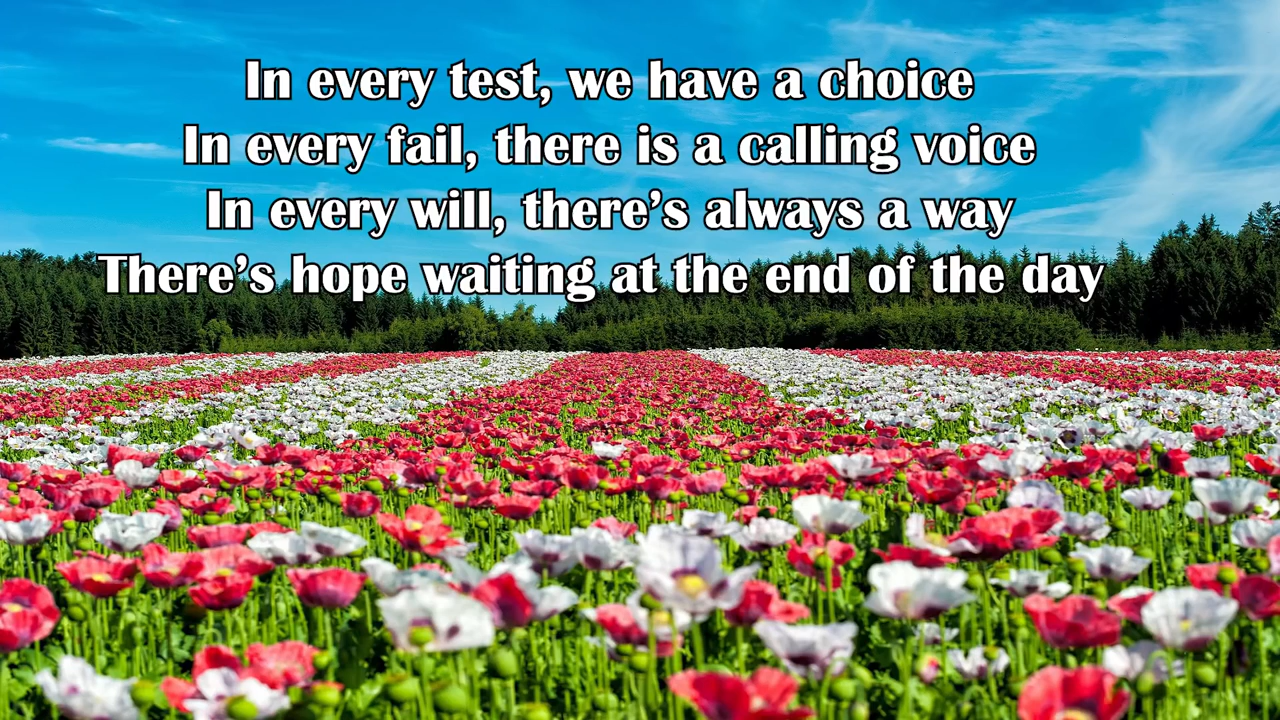 In every test, we have a choice
In every fail, there is a calling voice
In every will, there’s always a way
There’s hope waiting at the end of the day